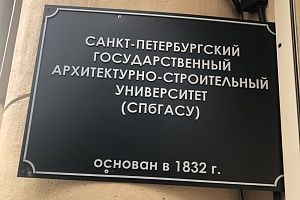 САНКТ-ПЕТЕРБУРГСКИЙ
ГОСУДАРСТВЕННЫЙ
АРХИТЕКТУРНО-СТРОИТЕЛЬНЫЙ
УНИВЕРСИТЕТ
(СПбГАСУ)
основан в 1832 г.